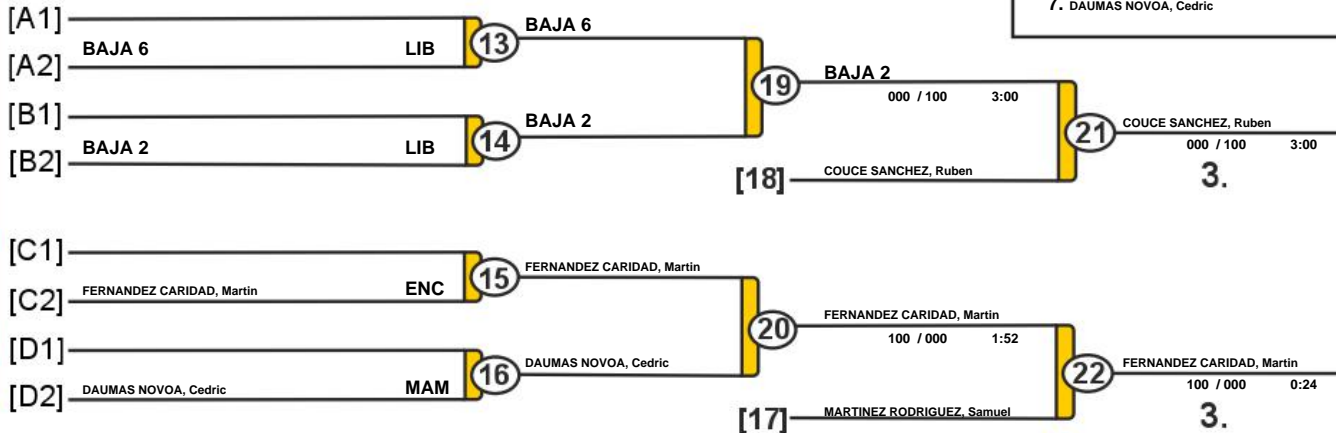 7. DAUMAS NOVOA, Cedric
[A1]
BAJA 6 LIB 13 BAJA 6
[A2]
19 BAJA 2
000 / 100 3:00
[B1]
BAJA 2 LIB 14 BAJA 2
[B2]
21 COUCE SANCHEZ, Ruben
000 / 100 3:00
3.
[18] COUCE SANCHEZ, Ruben
[C1]
FERNANDEZ CARIDAD, Martin ENC 15 FERNANDEZ CARIDAD, Martin
[C2]
20 FERNANDEZ CARIDAD, Martin
100 / 000 1:52
[D1]
DAUMAS NOVOA, Cedric MAM 16 DAUMAS NOVOA, Cedric
[D2]
22 FERNANDEZ CARIDAD, Martin
100 / 000 0:24
3.
[17] MARTINEZ RODRIGUEZ, Samuel